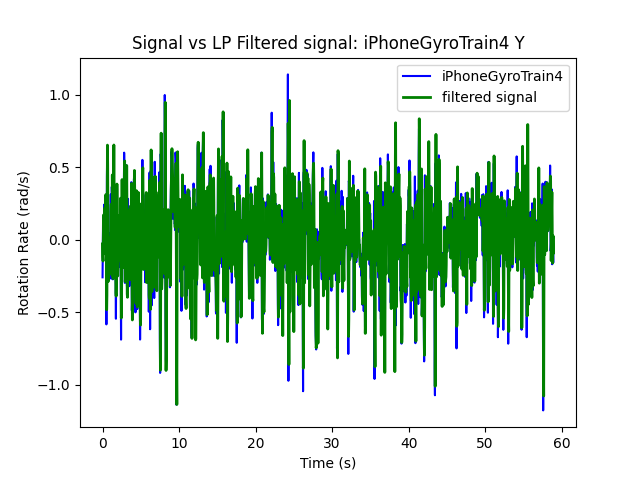 Signal vs LP Filtered signal: iPhoneGyroTrain4 Y
iPhoneGyroTrain4
filtered signal
Rotation Rate (rad/s)
1.0
0.5
0.0
−0.5
−1.0
0 10 20 30 40 50 60
Time (s)